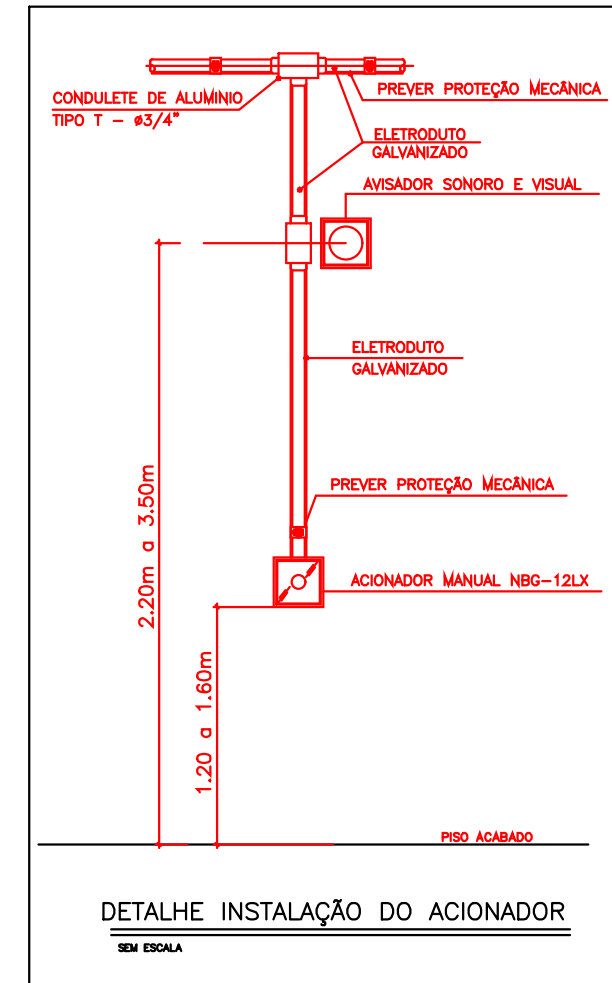 PREVER PROTEÇÃO MECÂNICA
CONDULETE DE ALUMÍNIO
TIPO T - ø3/4"
ELETRODUTO
GALVANIZADO
AVISADOR SONORO E VISUAL
ELETRODUTO
GALVANIZADO
PREVER PROTEÇÃO MECÂNICA
2.20m a 3.50m
ACIONADOR MANUAL NBG-12LX
1.20 a 1.60m
PISO ACABADO
DETALHE INSTALAÇÃO DO ACIONADOR
SEM ESCALA